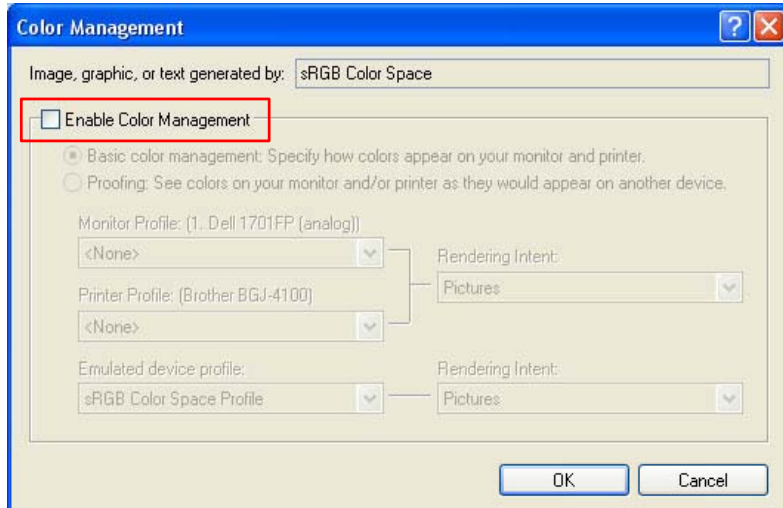 Color Management
Image, graphic, or text generated by: sRGB Color Space
Enable Color Management
Basic color management: Specify how colors appear on your monitor and printer.
Proofing: See colors on your monitor and/or printer as they would appear on another device.
Monitor Profile: (1. Dell 1701FP (analog))
<None>
Rendering Intent:
Pictures
Printer Profile: (Brother BGJ-4100)
<None>
Emulated device profile:
sRGB Color Space Profile
Rendering Intent:
Pictures
OK
Cancel